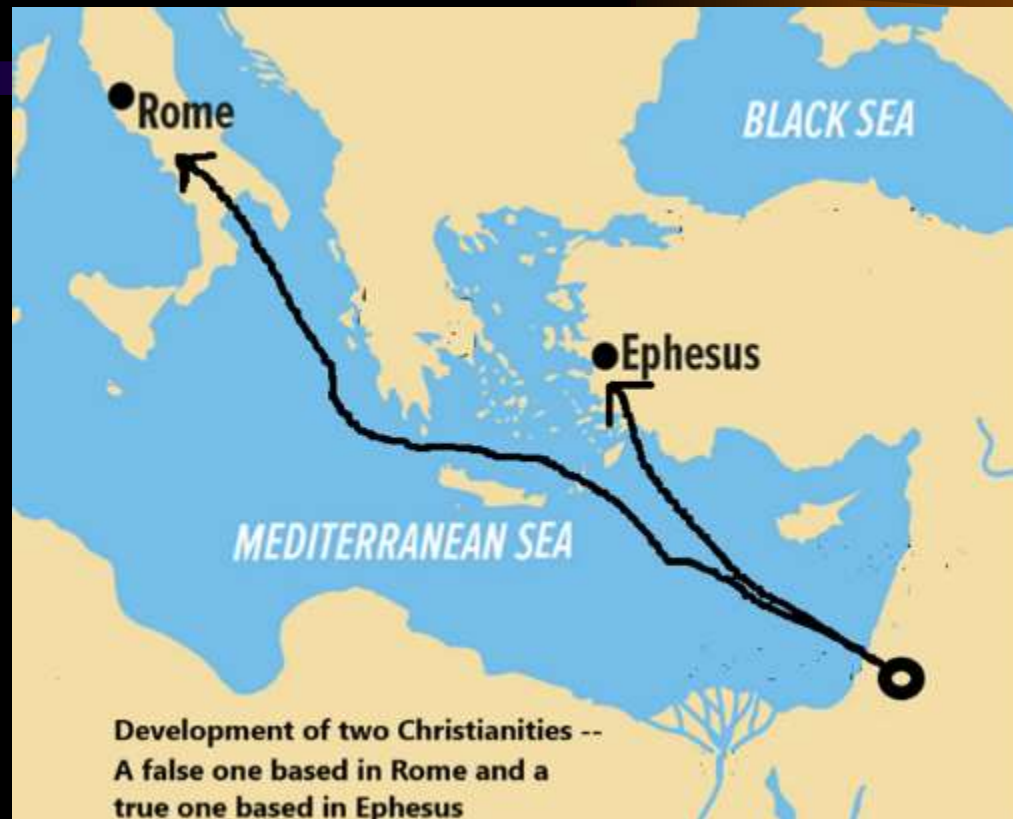 Rome
BLACK SEA
Ephesus
MEDITERRANEAN SEA
Development of two Christianities --
A false one based in Rome and a
true one based in Ephesus